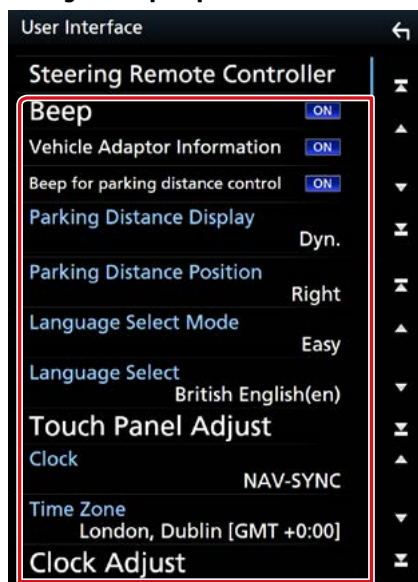 User Interface
Steering Remote Controller
Beep ON
Vehicle Adaptor Information ON
Beep for parking distance control ON
Parking Distance Display
Dyn.
Parking Distance Position
Right
Language Select Mode
Easy
Language Select
British English(en)
Touch Panel Adjust
Clock
NAV-SYNC
Time Zone
London, Dublin [GMT +0:00]
Clock Adjust